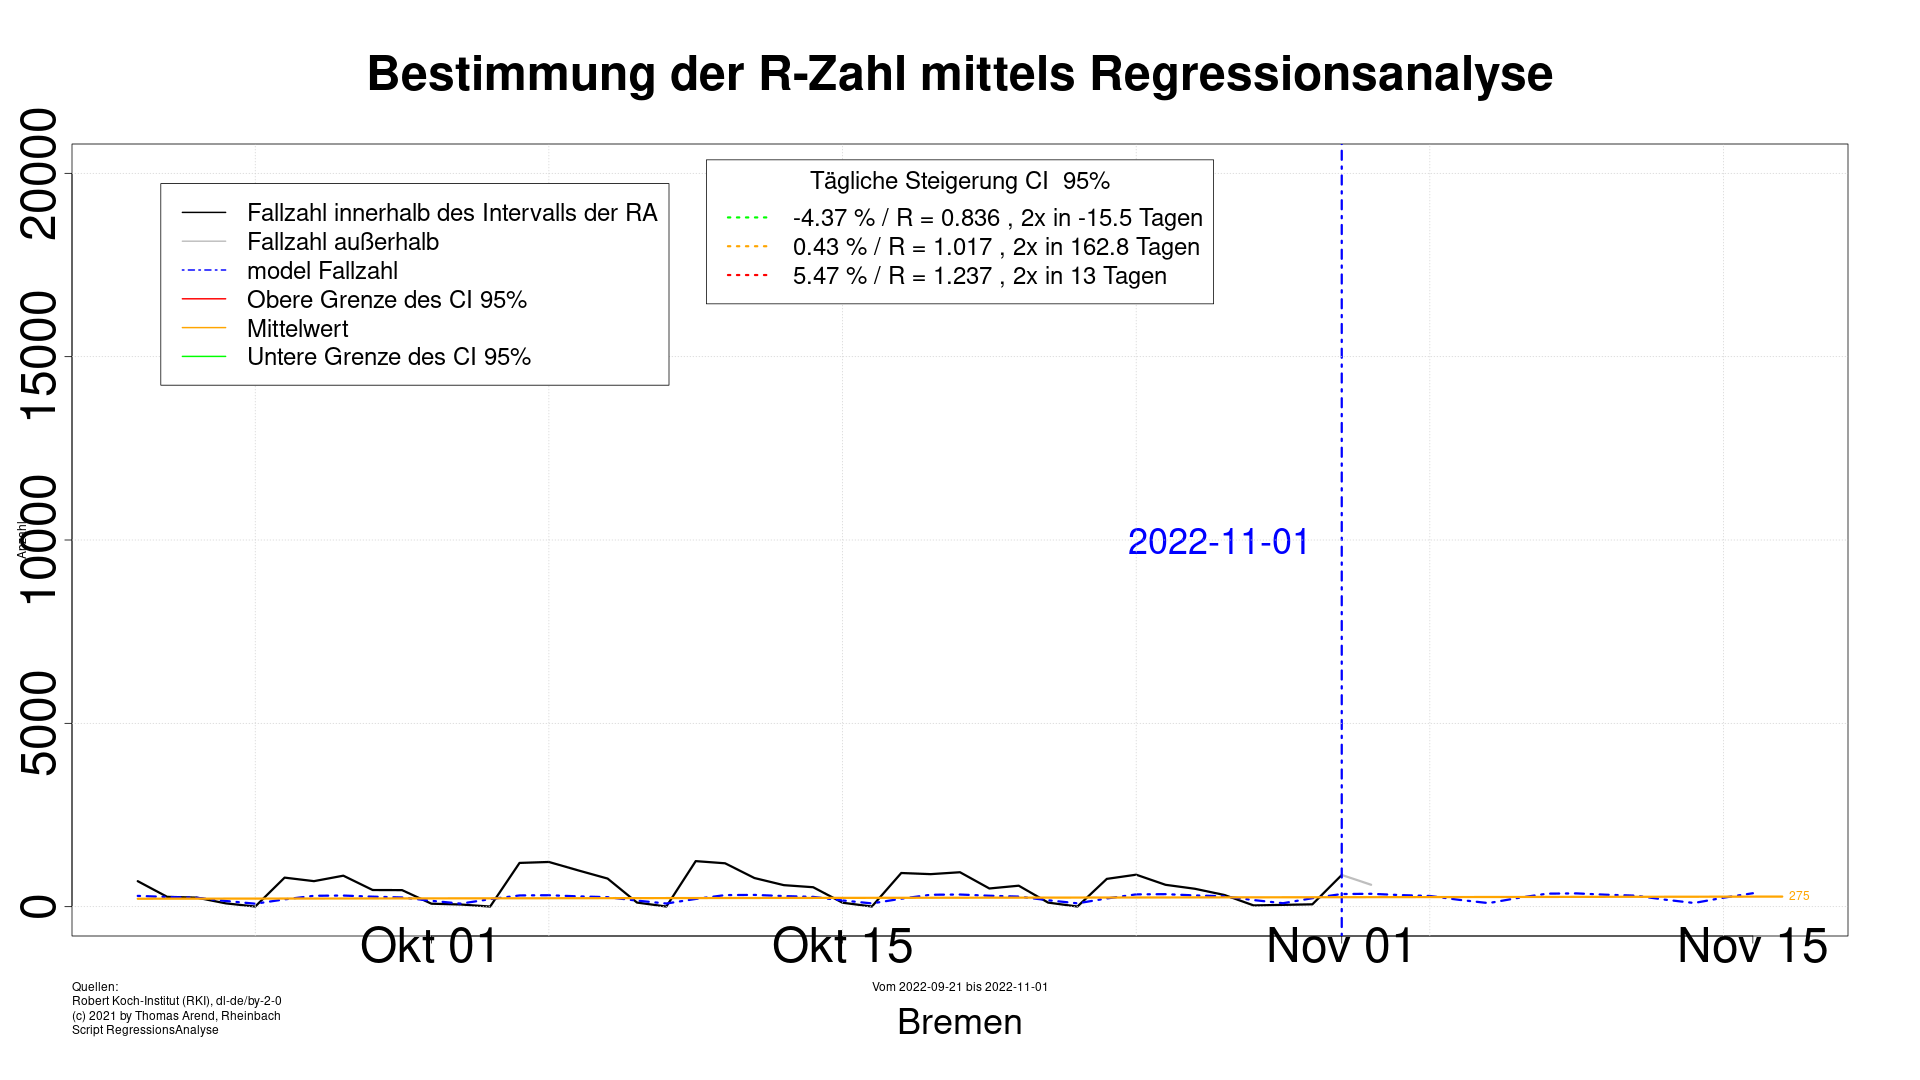 Bestimmung der R-Zahl mittels Regressionsanalyse
20000
15000
10000
5000
0
Anzahl
Fallzahl innerhalb des Intervalls der RA
Fallzahl außerhalb
model Fallzahl
Obere Grenze des CI 95%
Mittelwert
Untere Grenze des CI 95%
Tägliche Steigerung CI  95%
-4.37 % / R = 0.836 , 2x in -15.5 Tagen
0.43 % / R = 1.017 , 2x in 162.8 Tagen
5.47 % / R = 1.237 , 2x in 13 Tagen
2022-11-01
275
Okt 01
Okt 15
Nov 01
Nov 15
Quellen:
Robert Koch-Institut (RKI), dl-de/by-2-0
(c) 2021 by Thomas Arend, Rheinbach
Script RegressionsAnalyse
Vom 2022-09-21 bis 2022-11-01
Bremen